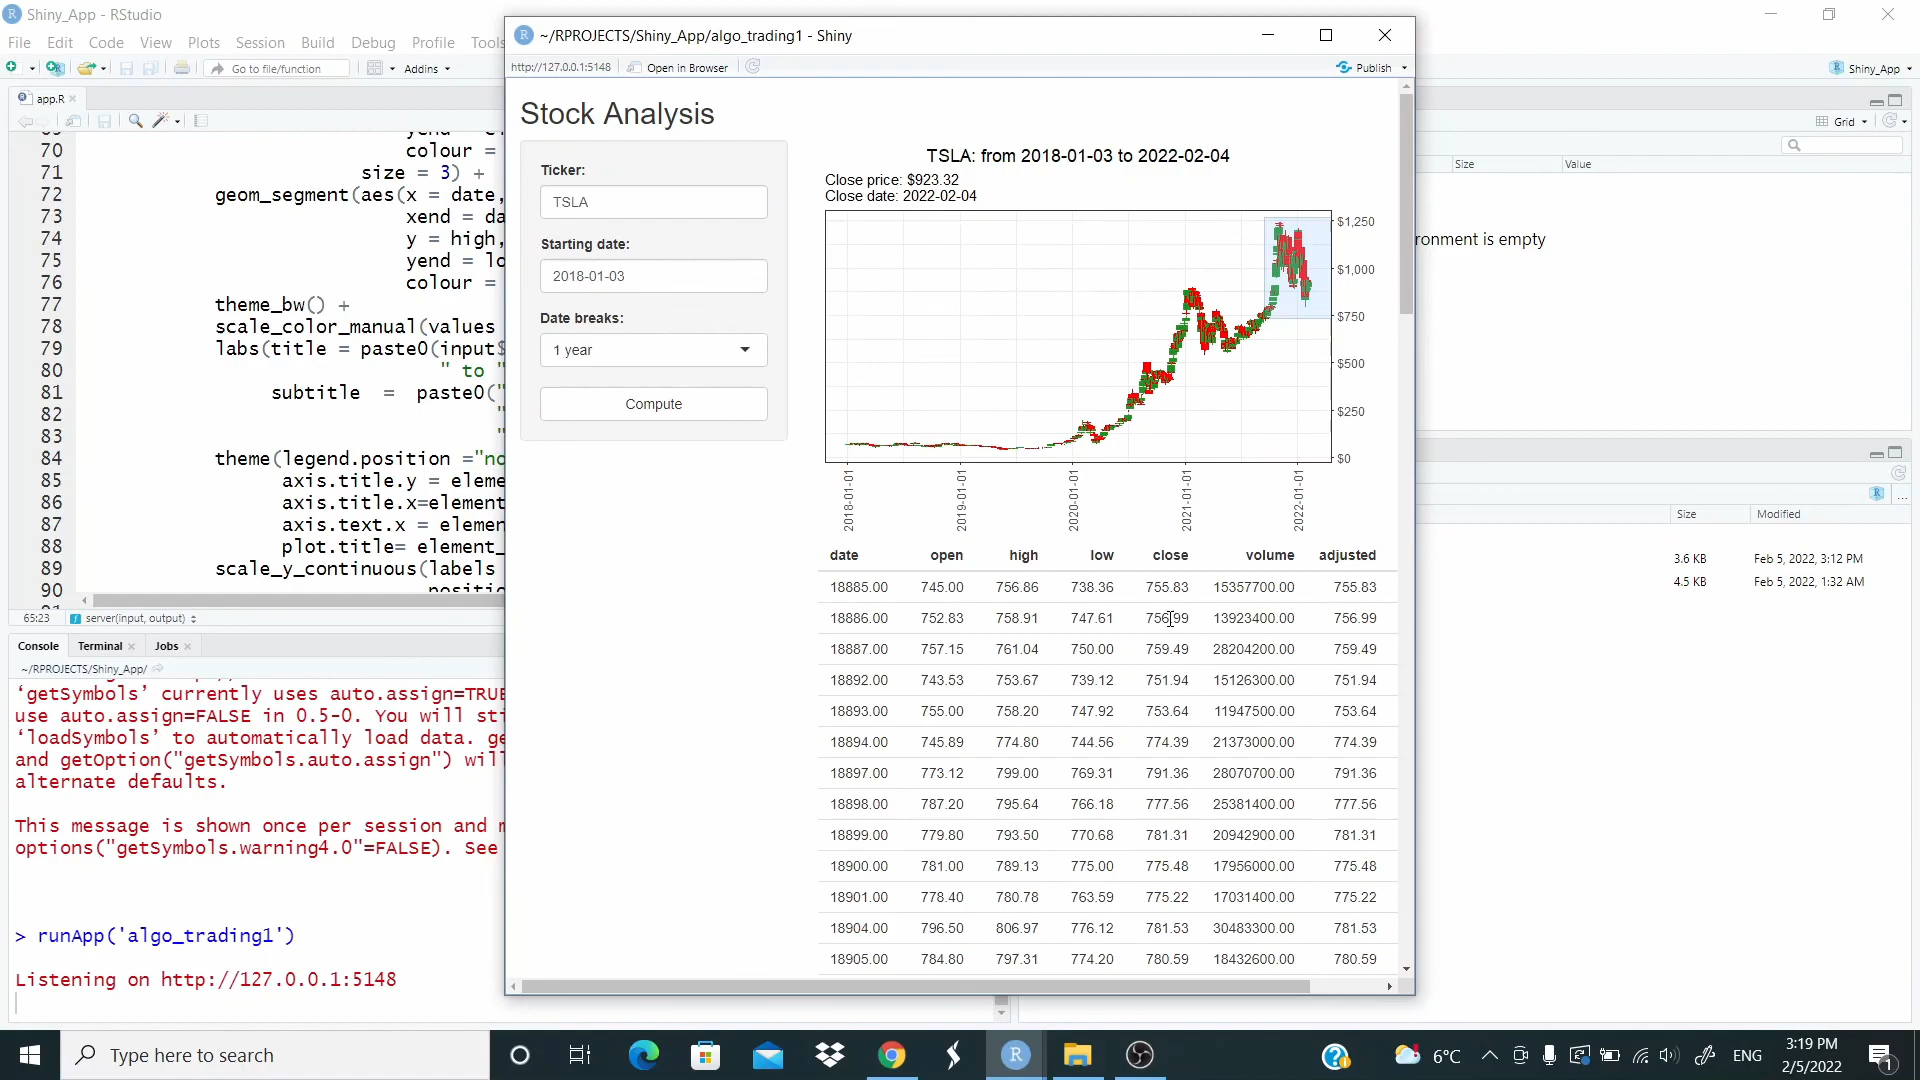 Shiny_App - RStudio
File Edit Code View Plots Session Build Debug Profile Tools
Go to file/function Addins Shiny_App
app.R
70 colour =
71 size = 3) +
72 geom_segment(aes(x = date,
73 xend = da
74 y = high,
75 yend = lo
76 colour =
77 theme_bw() +
78 scale_color_manual(values
79 labs(title = paste0(input$
80 " to "
81 subtitle = paste0("
82
83
84 theme(legend.position ="no
85 axis.title.y = eleme
86 axis.title.x=element
87 axis.text.x = elemen
88 plot.title= element_
89 scale_y_continuous(labels
90 position
65:23 server(input, output)
Console Terminal Jobs
~/RPROJECTS/Shiny_App/
‘getSymbols’ currently uses auto.assign=TRUE
use auto.assign=FALSE in 0.5-0. You will sti
‘loadSymbols’ to automatically load data. ge
and getOption("getSymbols.auto.assign") wil
alternate defaults.
This message is shown once per session and m
options("getSymbols.warning4.0"=FALSE). See
> runApp('algo_trading1')
Listening on http://127.0.0.1:5148
~/RPROJECTS/Shiny_App/algo_trading1 - Shiny
http://127.0.0.1:5148 Open in Browser Publish
Stock Analysis
Ticker:
TSLA
Starting date:
2018-01-03
Date breaks:
1 year
Compute
TSLA: from 2018-01-03 to 2022-02-04
Close price: $923.32
Close date: 2022-02-04
$1,250
$1,000
$750
$500
$250
$0
2018-01-01 2019-01-01 2020-01-01 2021-01-01 2022-01-01
date open high low close volume adjusted
18885.00 745.00 756.86 738.36 755.83 15357700.00 755.83
18886.00 752.83 758.91 747.61 756.99 13923400.00 756.99
18887.00 757.15 761.04 750.00 759.49 28204200.00 759.49
18892.00 743.53 753.67 739.12 751.94 15126300.00 751.94
18893.00 755.00 758.20 747.92 753.64 11947500.00 753.64
18894.00 745.89 774.80 744.56 774.39 21373000.00 774.39
18897.00 773.12 799.00 769.31 791.36 28070700.00 791.36
18898.00 787.20 795.64 766.18 777.56 25381400.00 777.56
18899.00 779.80 793.50 770.68 781.31 20942900.00 781.31
18900.00 781.00 789.13 775.00 775.48 17956000.00 775.48
18901.00 778.40 780.78 763.59 775.22 17031400.00 775.22
18904.00 796.50 806.97 776.12 781.53 30483300.00 781.53
18905.00 784.80 797.31 774.20 780.59 18432600.00 780.59
Grid
Size Value
ronment is empty
Size Modified
3.6 KB Feb 5, 2022, 3:12 PM
4.5 KB Feb 5, 2022, 1:32 AM
Type here to search
6°C ENG
3:19 PM
2/5/2022
1